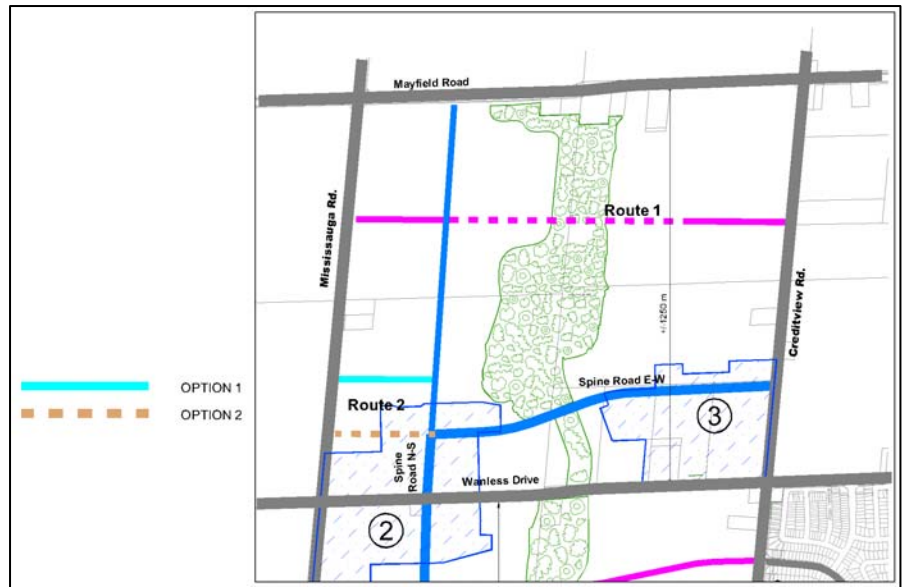 Mayfield Road
Mississauga Rd.
Route 1
+/-1250 m
Creditview Rd.
OPTION 1
OPTION 2
Spine Road E-W
Route 2
3
Spine
Road N-S
Wanless Drive
2